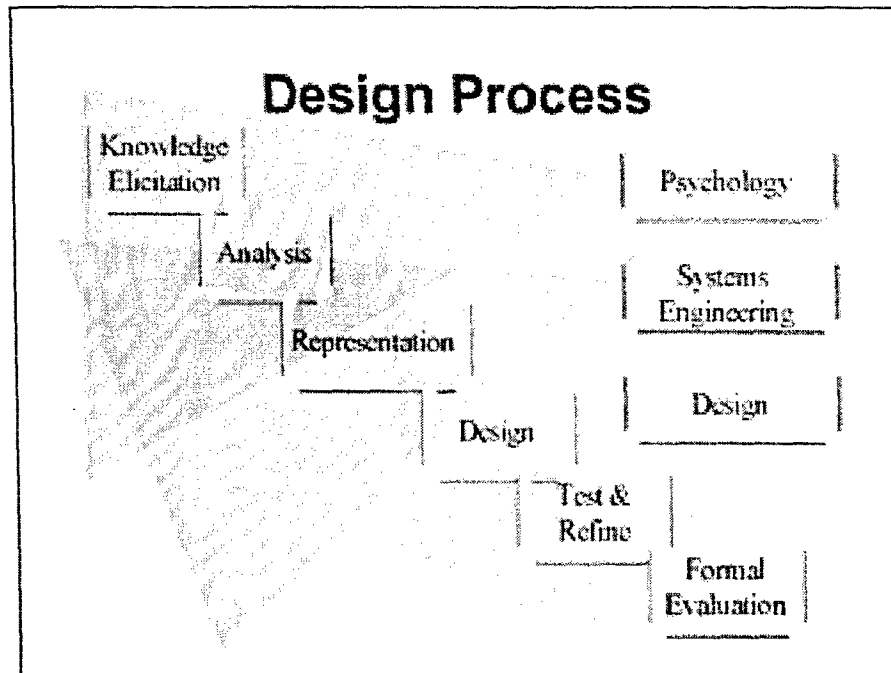 Design Process
Knowledge
Elicitation
Analysis
Representation
Design
Test &
Refine
Formal
Evaluation
Psychology
Systems
Engineering
Design